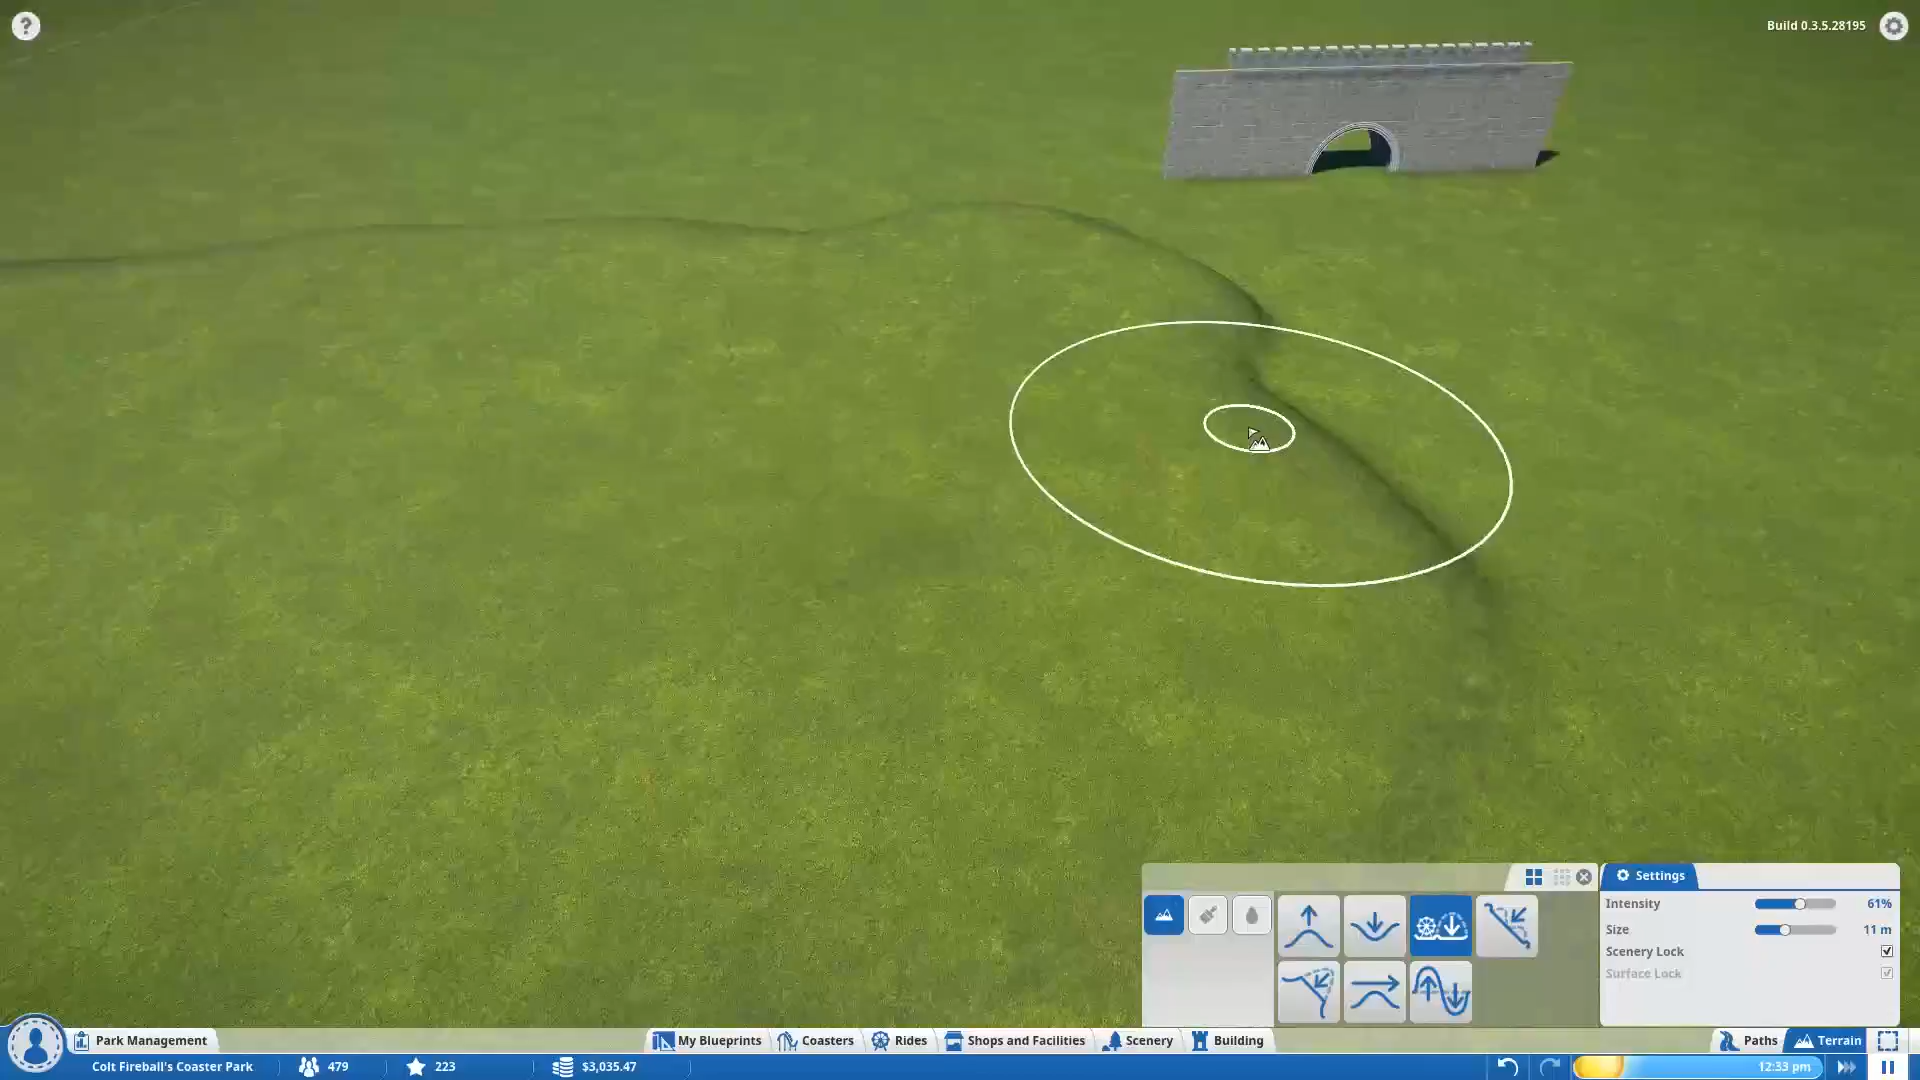 ?
Build 0.3.5.28195
Settings
Intensity 61%
Size 11 m
Scenery Lock
Surface Lock
Park Management
My Blueprints
Coasters
Rides
Shops and Facilities
Scenery
Building
Paths
Terrain
Colt Fireball's Coaster Park
479
223
$3,035.47
12:33 pm